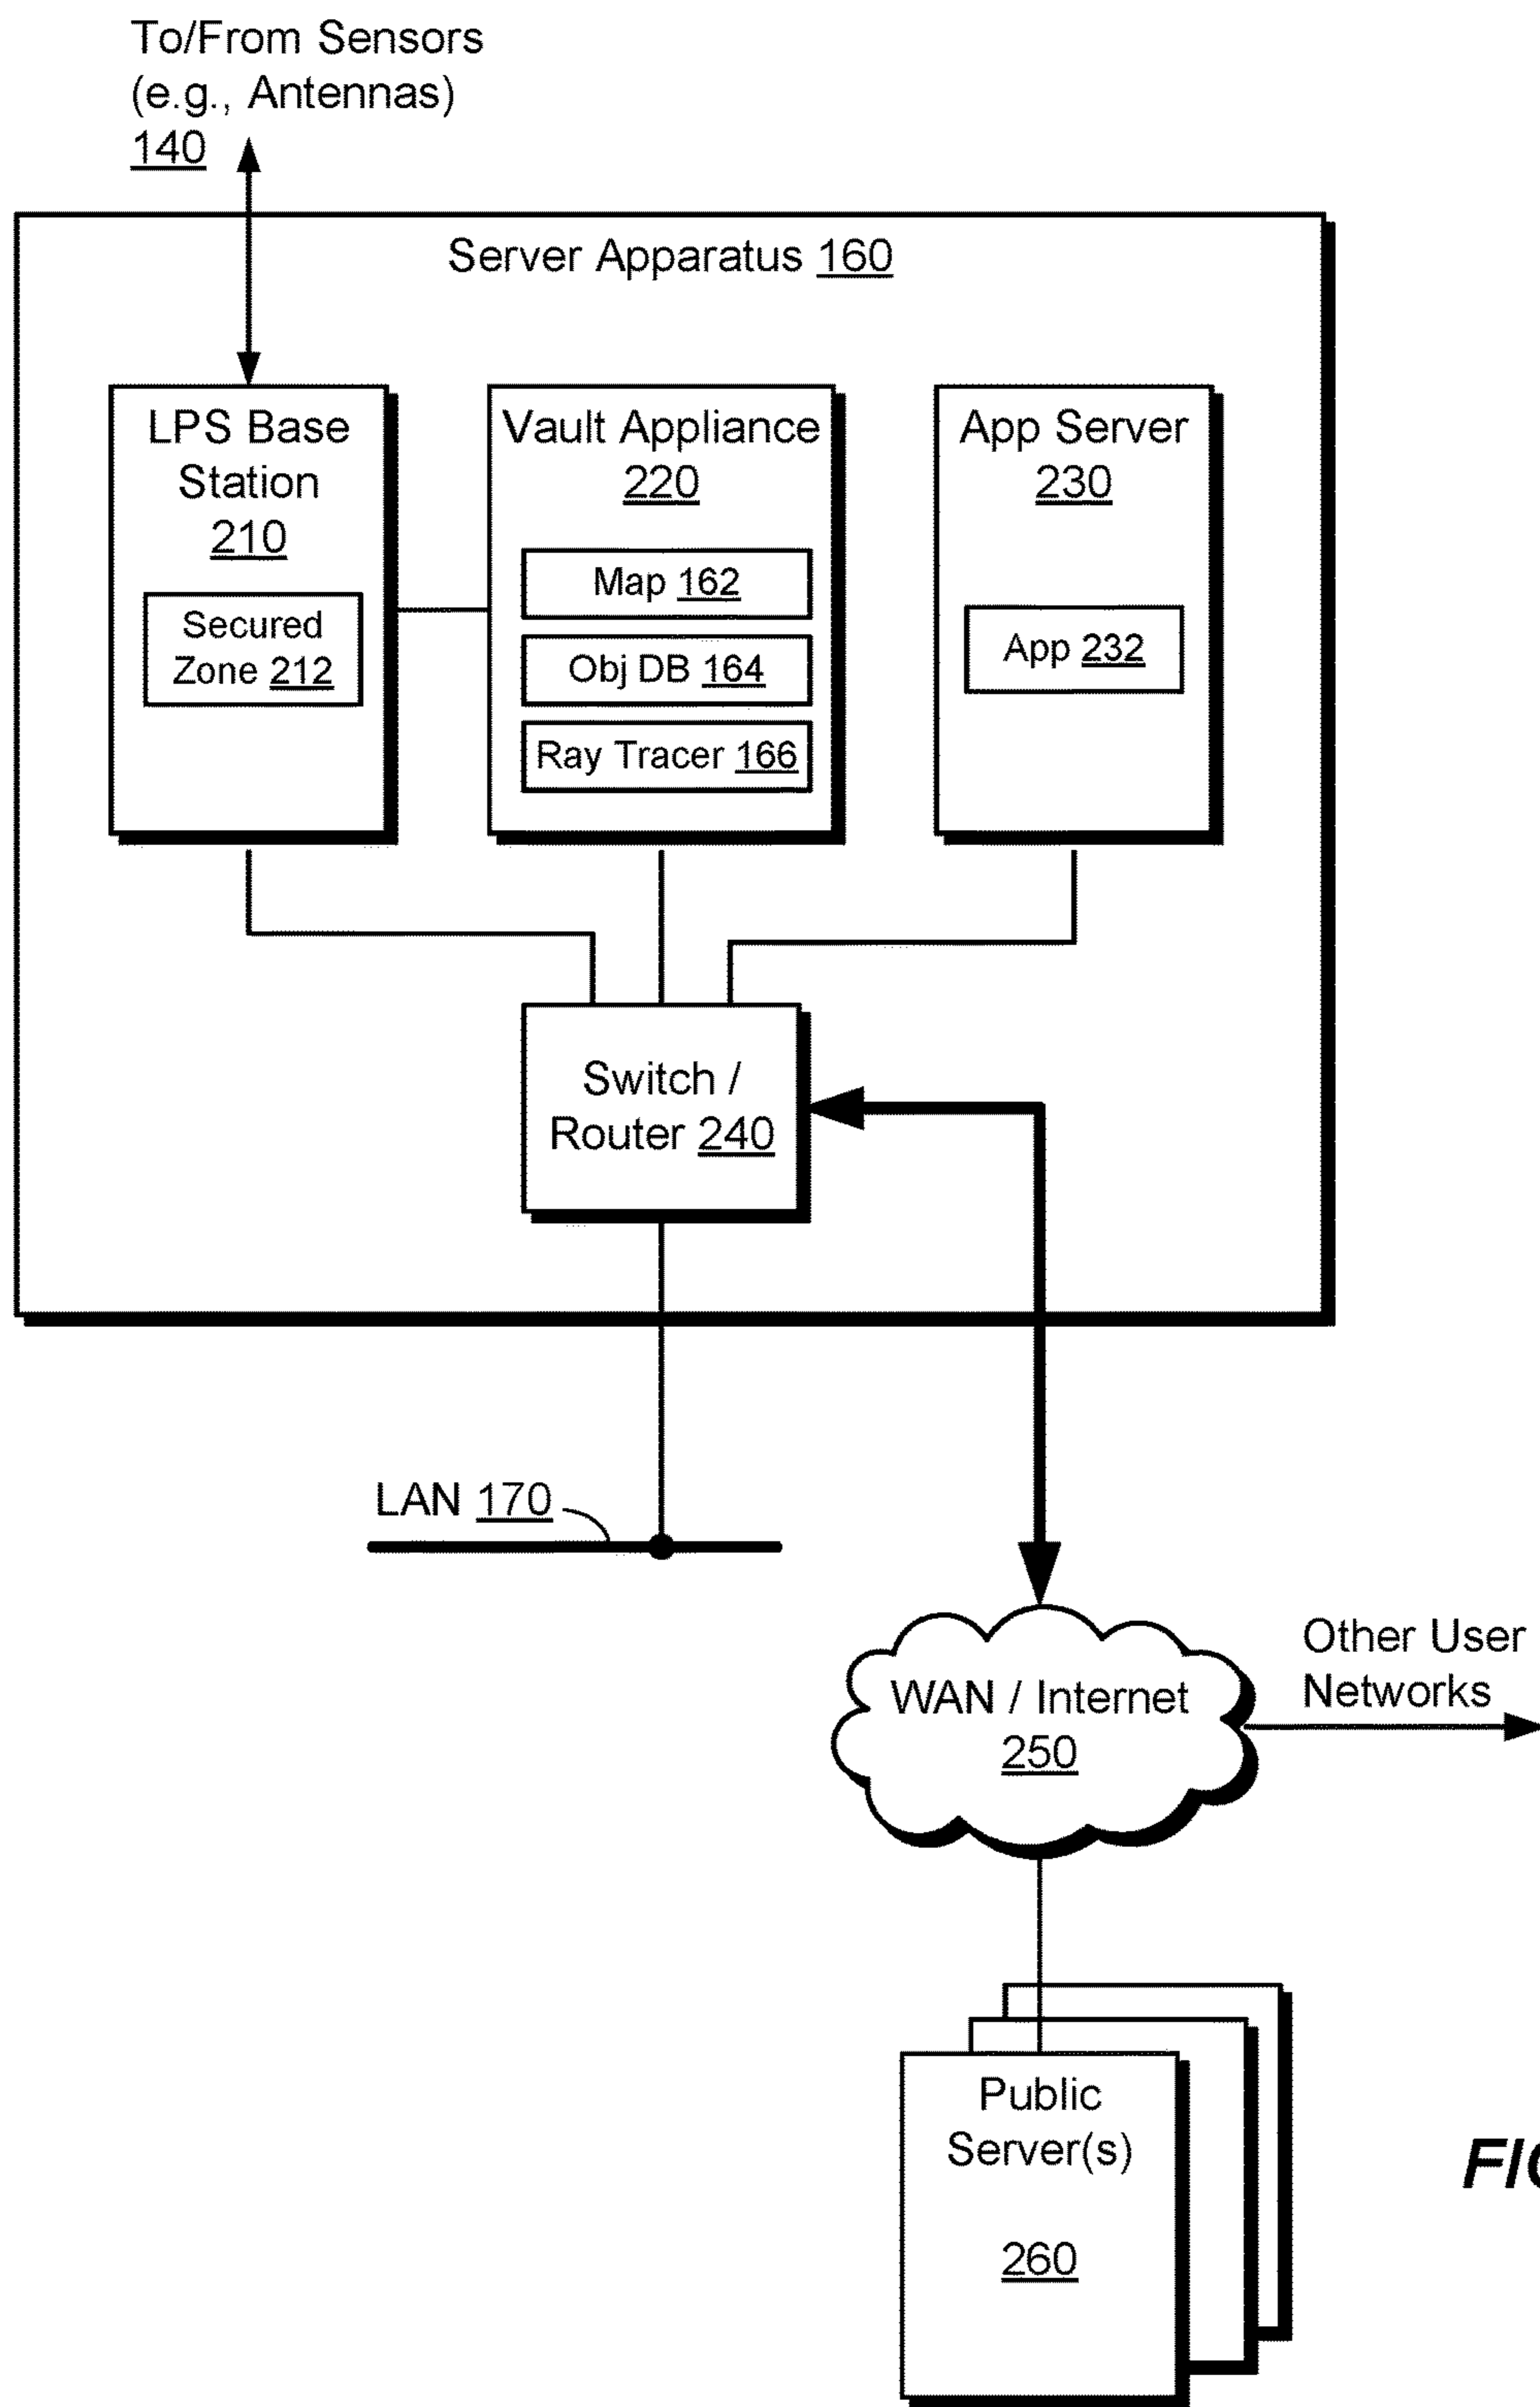 To/From Sensors
(e.g., Antennas)
140
Server Apparatus 160
LPS Base
Station
210
Secured
Zone 212
Vault Appliance
220
Map 162
Obj DB 164
Ray Tracer 166
App Server
230
App 232
Switch /
Router 240
LAN 170
WAN / Internet
250
Other User
Networks
Public
Server(s)
260